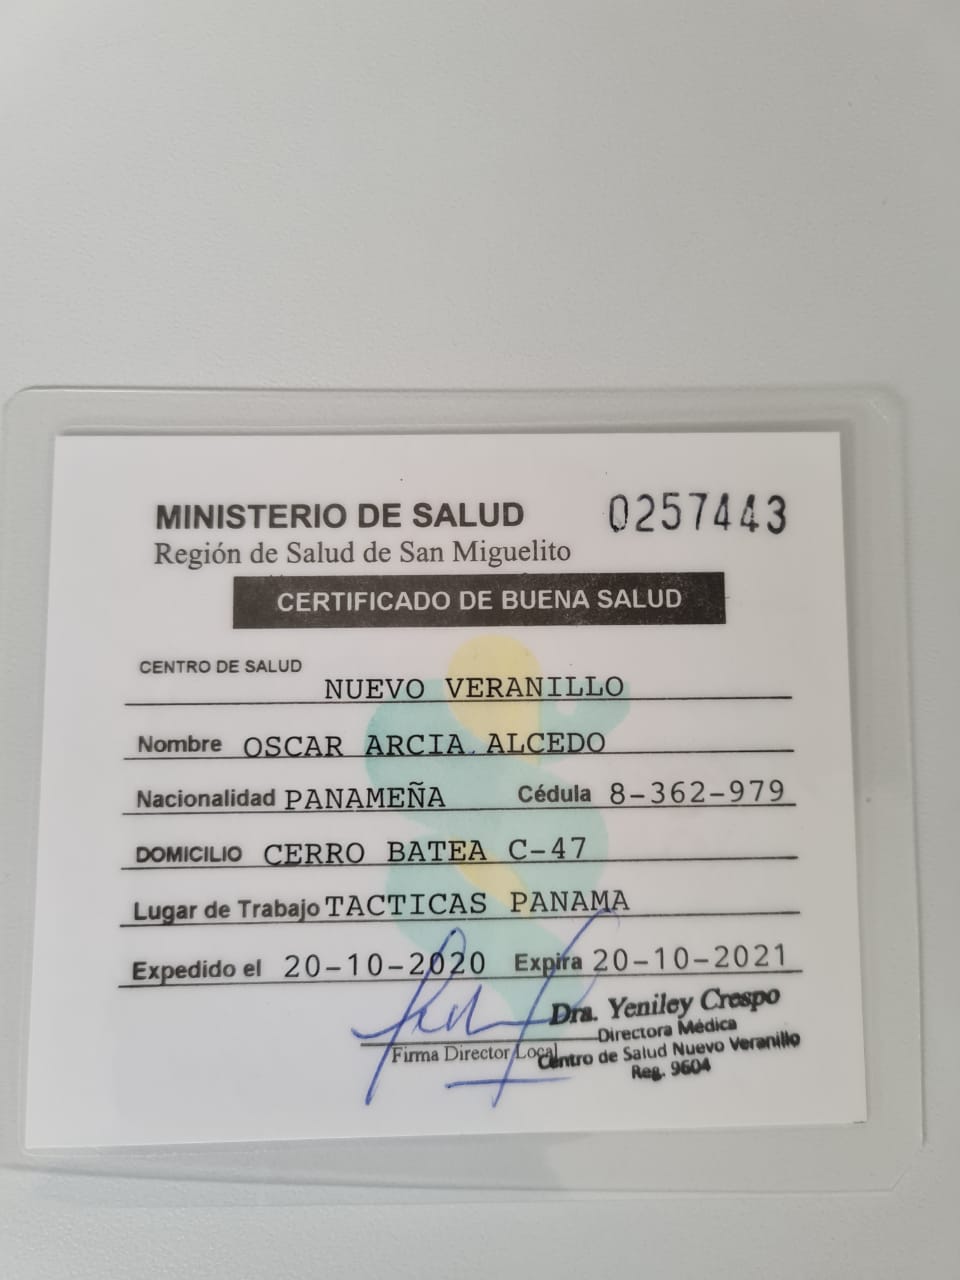 MINISTERIO DE SALUD 0257443
Región de Salud de San Miguelito
CERTIFICADO DE BUENA SALUD
CENTRO DE SALUD NUEVO VERANILLO
Nombre OSCAR ARCIA ALCEDO
Nacionalidad PANAMEÑA Cédula 8-362-979
DOMICILIO CERRO BATEA C-47
Lugar de Trabajo TACTICAS PANAMA
Expedido el 20-10-2020 Expira 20-10-2021
Dra. Yeniley Crespo
Directora Médica
Firma Director Local
Centro de Salud Nuevo Veranillo
Reg. 9604